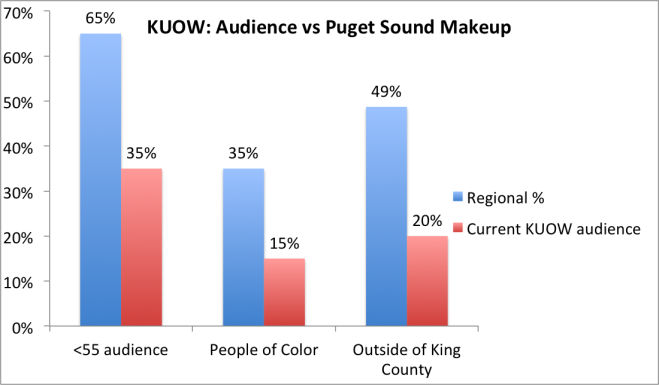 KUOW: Audience vs Puget Sound Makeup
70%
60%
50%
40%
30%
20%
10%
0%
65%
35%
35%
15%
49%
20%
<55 audience
People of Color
Outside of King
County
Regional %
Current KUOW audience